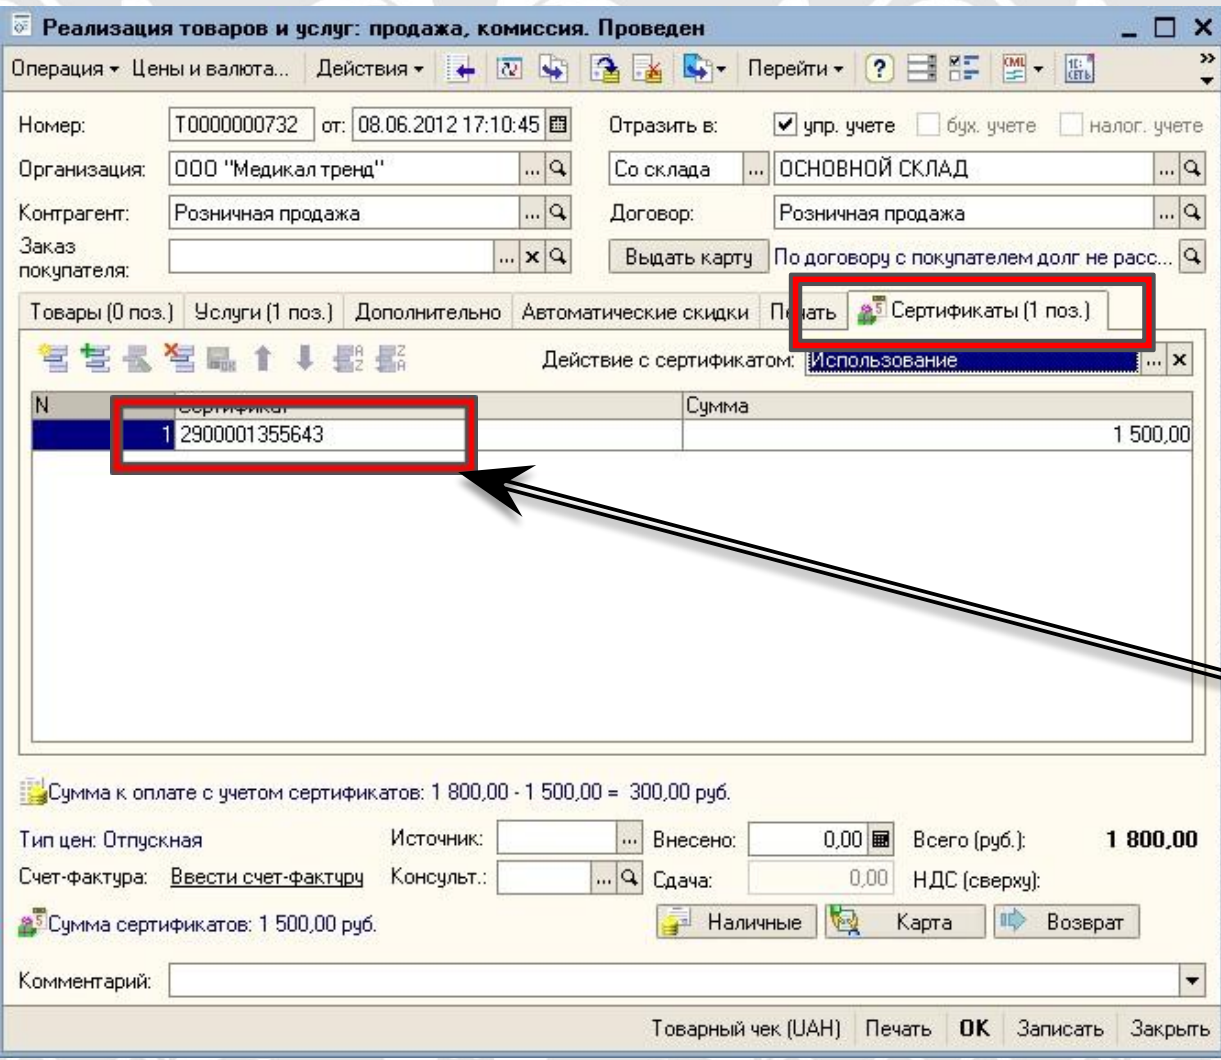 Реализация товаров и услуг: продажа, комиссия. Проведен
Операция Цены и валюта... Действия Перейти
Номер: Т0000000732 от: 08.06.2012 17:10:45 Отразить в: упр. учете бух. учете налог. учете
Организация: ООО "Медикал тренд" Со склада ОСНОВНОЙ СКЛАД
Контрагент: Розничная продажа Договор: Розничная продажа
Заказ покупателя: Выдать карту По договору с покупателем долг не расс...
Товары (0 поз.) Услуги (1 поз.) Дополнительно Автоматические скидки Печать Сертификаты (1 поз.)
Действие с сертификатом: Использование
N Сертификат Сумма
1 2900001355643 1 500,00
Сумма к оплате с учетом сертификатов: 1 800,00 - 1 500,00 = 300,00 руб.
Тип цен: Отпускная Источник: Внесено: 0,00 Всего (руб.): 1 800,00
Счет-фактура: Ввести счет-фактуру Консульт.: Сдача: 0,00 НДС (сверху):
Сумма сертификатов: 1 500,00 руб. Наличные Карта Возврат
Комментарий:
Товарный чек (UAH) Печать OK Записать Закрыть